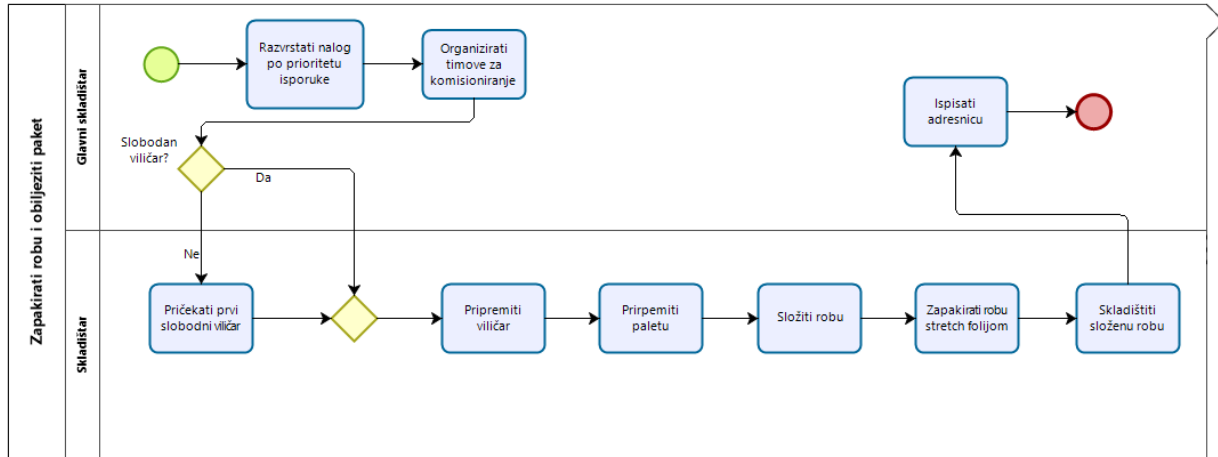 Zapakirati robu i obilježiti paket
Glavni skladištar
Razvrstati nalog
po prioritetu
isporuke
Organizirati
timove za
komisioniranje
Slobodan
viličar?
Da
Ne
Ispisati
adresnicu
Skladištar
Pričekati prvi
slobodni viličar
Pripremiti
viličar
Prirpemiti
paletu
Složiti robu
Zapakirati robu
stretch folijom
Skladištiti
složenu robu